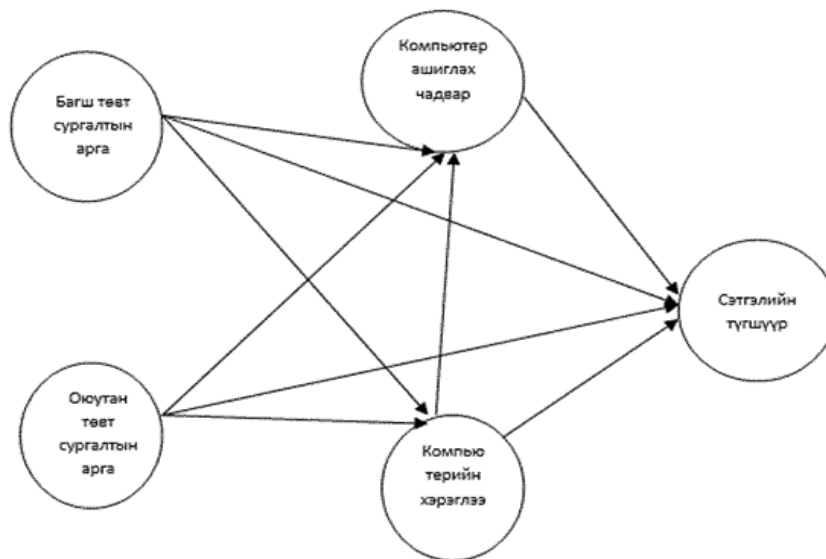 Компьютер
ашиглах
чадвар
Багш төвт
сургалтын
арга
Сэтгэлийн
түгшүүр
Оюутан
төвт
сургалтын
арга
Компью
терийн
хэрэглээ